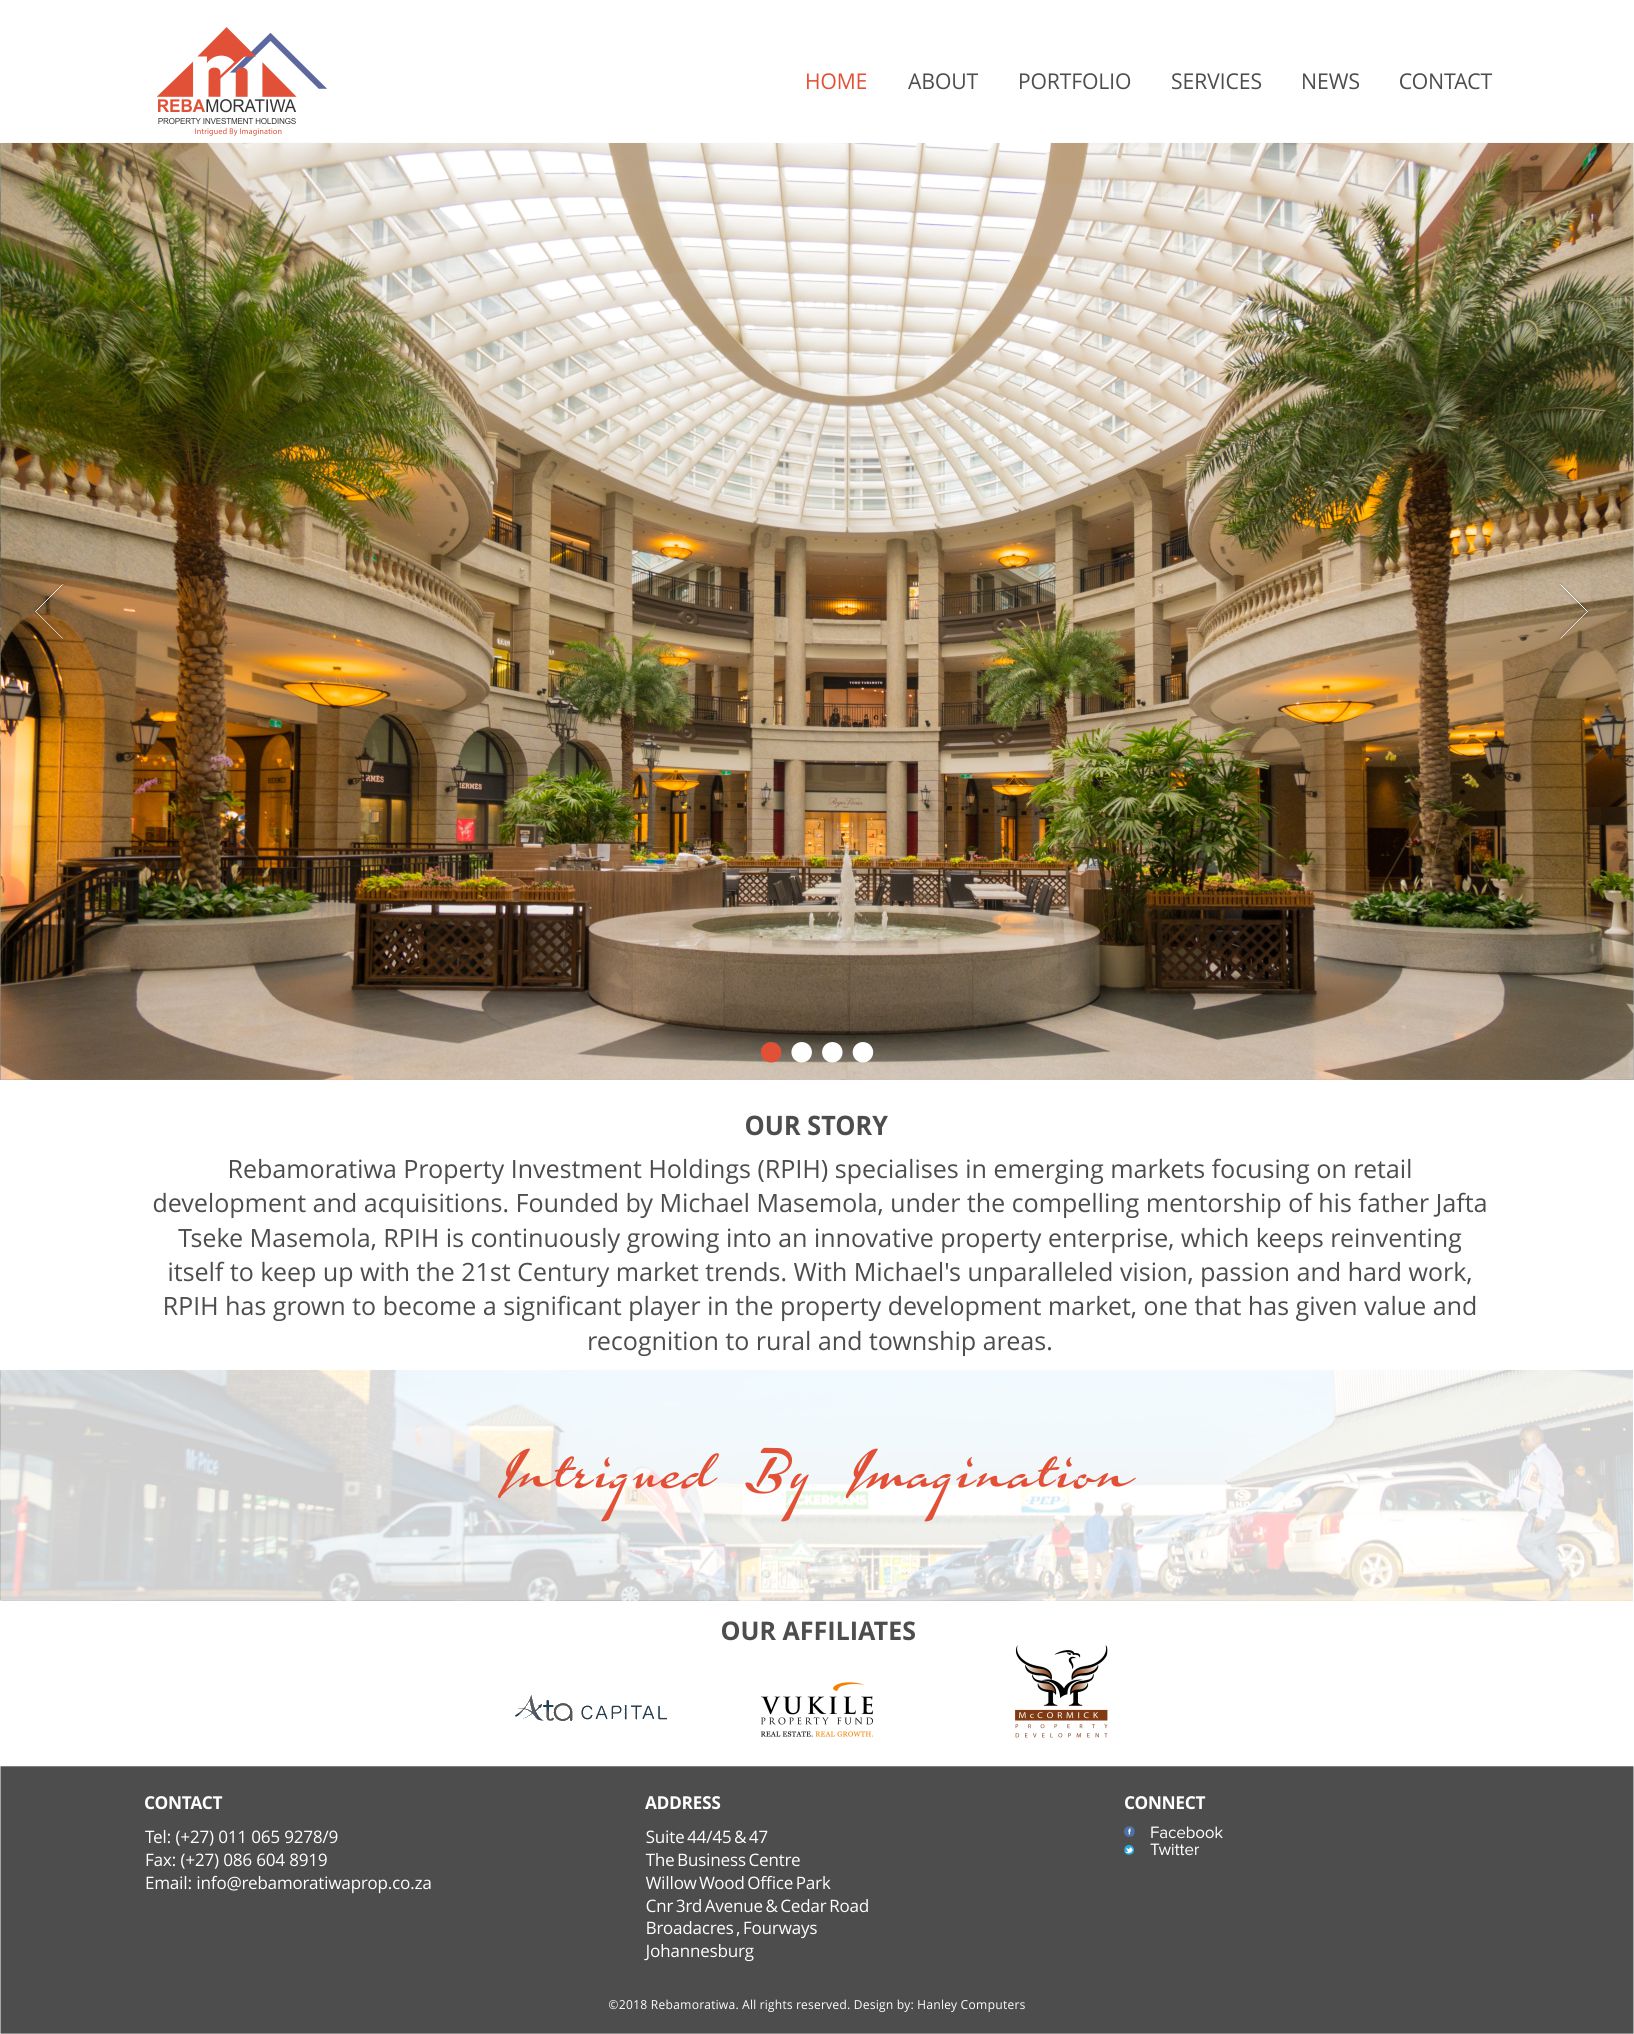 REBAMORATIWA
PROPERTY INVESTMENT HOLDINGS
Intrigued By Imagination
HOME ABOUT PORTFOLIO SERVICES NEWS CONTACT
OUR STORY
Rebamoratiwa Property Investment Holdings (RPIH) specialises in emerging markets focusing on retail
development and acquisitions. Founded by Michael Masemola, under the compelling mentorship of his father Jafta
Tseke Masemola, RPIH is continuously growing into an innovative property enterprise, which keeps reinventing
itself to keep up with the 21st Century market trends. With Michael's unparalleled vision, passion and hard work,
RPIH has grown to become a significant player in the property development market, one that has given value and
recognition to rural and township areas.
Mr Price
Intrigued By Imagination
PEP
OUR AFFILIATES
Ata CAPITAL
VUKILE
PROPERTY FUND
REAL ESTATE. REAL GROWTH.
McCORMICK
PROPERTY
DEVELOPMENT
CONTACT
Tel: (+27) 011 065 9278/9
Fax: (+27) 086 604 8919
Email: info@rebamoratiwaprop.co.za
ADDRESS
Suite 44/45 & 47
The Business Centre
Willow Wood Office Park
Cnr 3rd Avenue & Cedar Road
Broadacres , Fourways
Johannesburg
CONNECT
Facebook
Twitter
©2018 Rebamoratiwa. All rights reserved. Design by: Hanley Computers